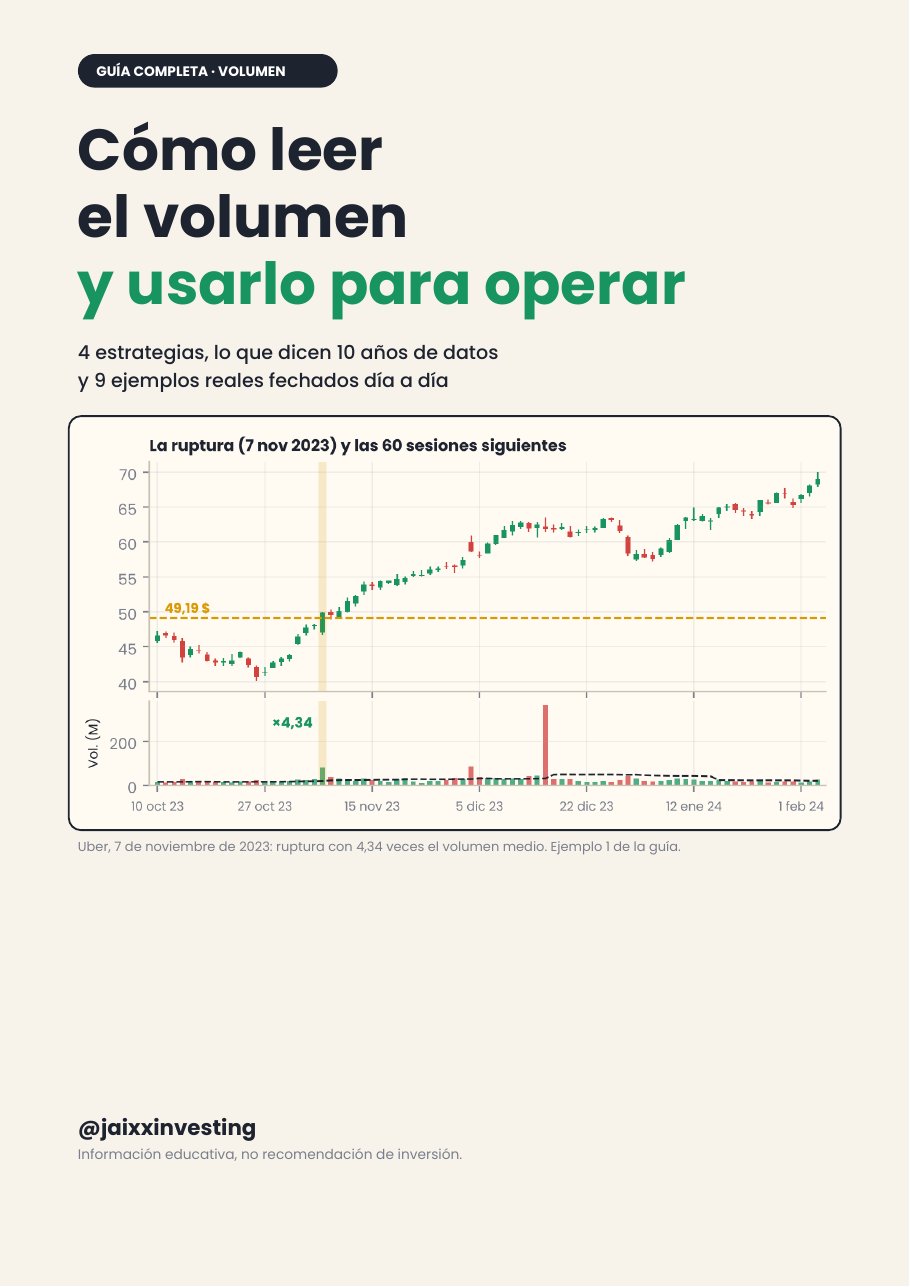 GUÍA COMPLETA · VOLUMEN
Cómo leer
el volumen
y usarlo para operar
4 estrategias, lo que dicen 10 años de datos
y 9 ejemplos reales fechados día a día
La ruptura (7 nov 2023) y las 60 sesiones siguientes
70
65
60
55
49,19 $
50
45
40
×4,34
Vol. (M)
200
0
10 oct 23 27 oct 23 15 nov 23 5 dic 23 22 dic 23 12 ene 24 1 feb 24
Uber, 7 de noviembre de 2023: ruptura con 4,34 veces el volumen medio. Ejemplo 1 de la guía.
@jaixxinvesting
Información educativa, no recomendación de inversión.